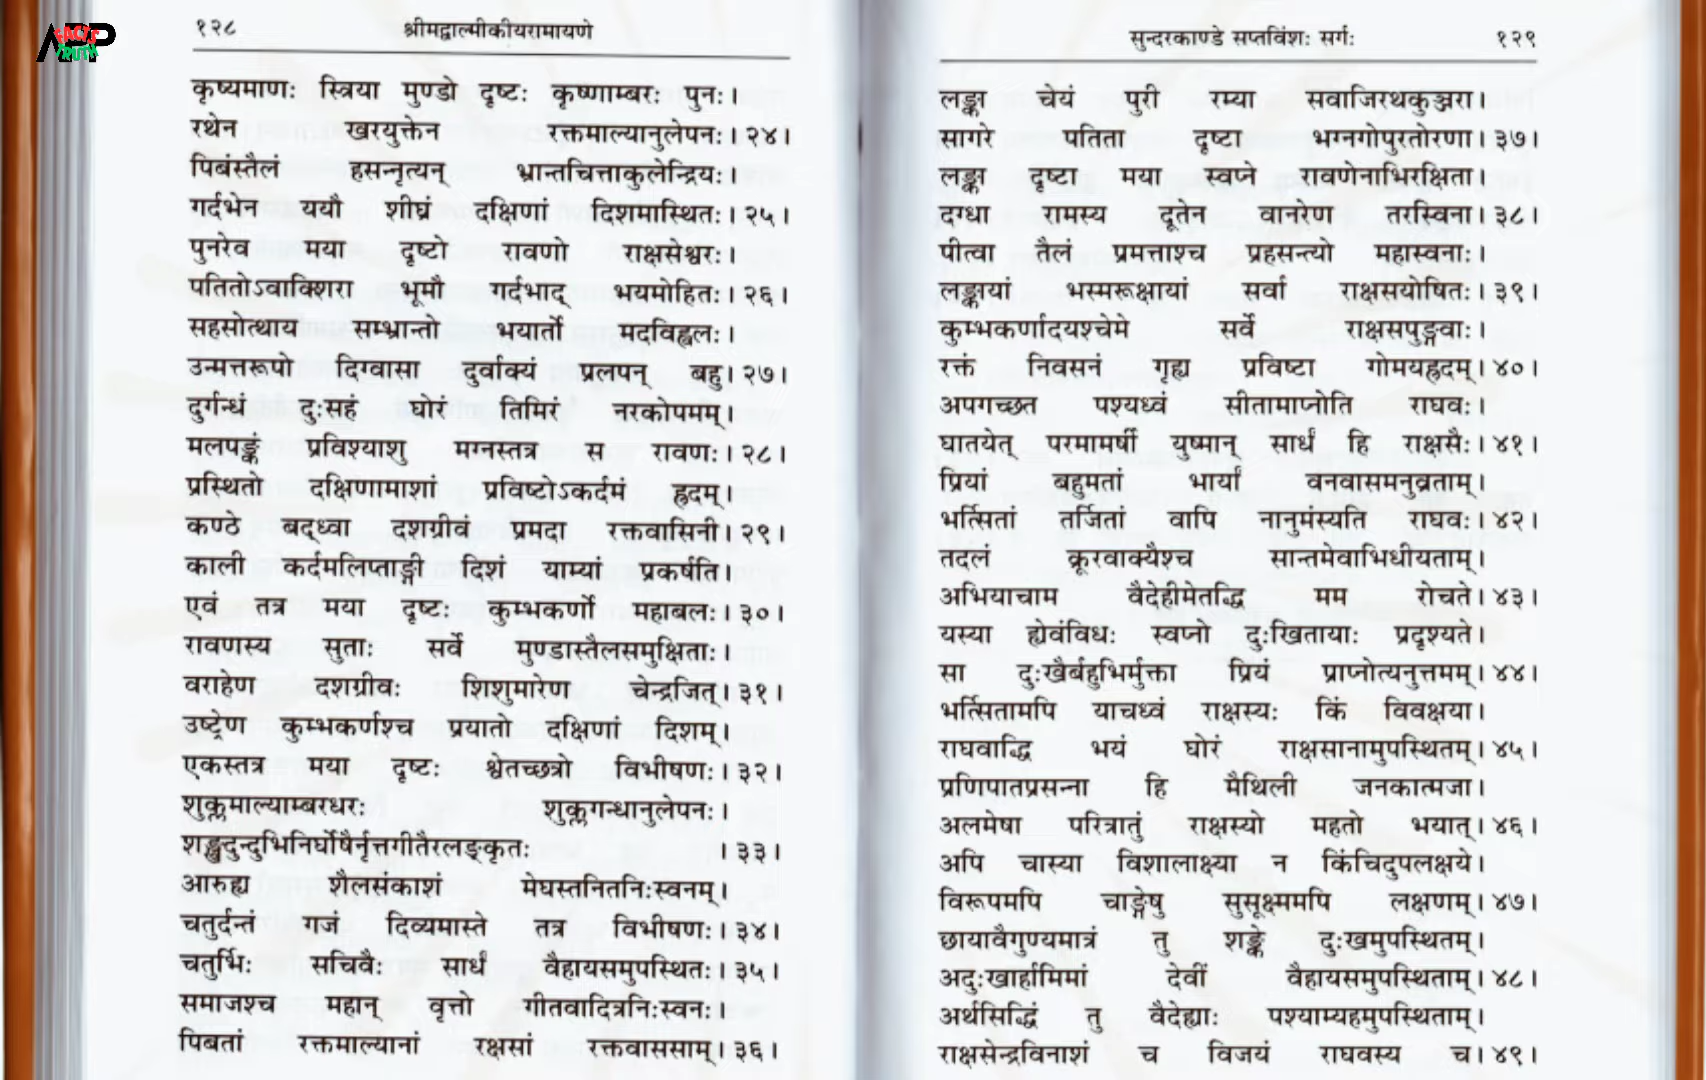 APP
FACTS
TRUTH
१२८ श्रीमद्वाल्मीकीयरामायणे
कृष्यमाणः स्त्रिया मुण्डो दृष्टः कृष्णाम्बरः पुनः।
रथेन खरयुक्तेन रक्तमाल्यानुलेपनः। २४।
पिबंस्तैलं हसन्नृत्यन् भ्रान्तचित्ताकुलेन्द्रियः।
गर्दभेन ययौ शीघ्रं दक्षिणां दिशमास्थितः। २५।
पुनरेव मया दृष्टो रावणो राक्षसेश्वरः।
पतितोऽवाक्शिरा भूमौ गर्दभाद् भयमोहितः। २६।
सहसोत्थाय सम्भ्रान्तो भयार्तो मदविह्वलः।
उन्मत्तरूपो दिग्वासा दुर्वाक्यं प्रलपन् बहु। २७।
दुर्गन्धं दुःसहं घोरं तिमिरं नरकोपमम्।
मलपङ्कं प्रविश्याशु मग्नस्तत्र स रावणः। २८।
प्रस्थितो दक्षिणामाशां प्रविष्टोऽकर्दमं ह्रदम्
कण्ठे बद्ध्वा दशग्रीवं प्रमदा रक्तवासिनी। २९।
काली कर्दमलिप्ताङ्गी दिशं याम्यां प्रकर्षति।
एवं तत्र मया दृष्टः कुम्भकर्णो महाबलः। ३०।
रावणस्य सुताः सर्वे मुण्डास्तैलसमुक्षिताः।
वराहेण दशग्रीवः शिशुमारेण चेन्द्रजित्। ३१।
उष्ट्रेण कुम्भकर्णश्च प्रयातो दक्षिणां दिशम्।
एकस्तत्र मया दृष्टः श्वेतच्छत्रो विभीषणः। ३२।
शुक्लमाल्याम्बरधरः शुक्लगन्धानुलेपनः।
शङ्खदुन्दुभिनिर्घोषैर्नृत्तगीतैरलङ्कृतः । ३३।
आरुह्य शैलसंकाशं मेघस्तनितनिःस्वनम्।
चतुर्दन्तं गजं दिव्यमास्ते तत्र विभीषणः। ३४।
चतुर्भिः सचिवैः सार्धं वैहायसमुपस्थितः। ३५।
समाजश्च महान् वृत्तो गीतवादित्रनिःस्वनः।
पिबतां रक्तमाल्यानां रक्षसां रक्तवाससाम्। ३६।
सुन्दरकाण्डे सप्तविंशः सर्गः १२९
लङ्का चेयं पुरी रम्या सवाजिरथकुञ्जरा।
सागरे पतिता दृष्टा भग्नगोपुरतोरणा। ३७।
लङ्का दृष्टा मया स्वप्ने रावणेनाभिरक्षिता।
दग्धा रामस्य दूतेन वानरेण तरस्विना। ३८।
पीत्वा तैलं प्रमत्ताश्च प्रहसन्त्यो महास्वनाः।
लङ्कायां भस्मरूक्षायां सर्वा राक्षसयोषितः। ३९।
कुम्भकर्णादयश्चेमे सर्वे राक्षसपुङ्गवाः।
रक्तं निवसनं गृह्य प्रविष्टा गोमयह्रदम्। ४०।
अपगच्छत पश्यध्वं सीतामाप्नोति राघवः।
घातयेत् परमामर्षी युष्मान् सार्धं हि राक्षसैः। ४१।
प्रियां बहुमतां भार्यां वनवासमनुव्रताम्।
भर्त्सितां तर्जितां वापि नानुमंस्यति राघवः। ४२।
तदलं क्रूरवाक्यैश्च सान्त्वमेवाभिधीयताम्।
अभियाचाम वैदेहीमेतद्धि मम रोचते। ४३।
यस्या ह्येवंविधः स्वप्नो दुःखितायाः प्रदृश्यते।
सा दुःखैर्बहुभिर्मुक्ता प्रियं प्राप्नोत्यनुत्तमम्। ४४।
भर्त्सितामपि याचध्वं राक्षस्यः किं विवक्षया।
राघवाद्धि भयं घोरं राक्षसानामुपस्थितम्। ४५।
प्रणिपातप्रसन्ना हि मैथिली जनकात्मजा।
अलमेषा परित्रातुं राक्षस्यो महतो भयात्। ४६।
अपि चास्या विशालाक्ष्या न किंचिदुपलक्षये।
विरूपमपि चाङ्गेषु सुसूक्ष्ममपि लक्षणम्। ४७।
छायावैगुण्यमात्रं तु शङ्के दुःखमुपस्थितम्।
अदुःखार्हामिमां देवीं वैहायसमुपस्थिताम्। ४८।
अर्थसिद्धिं तु वैदेह्याः पश्याम्यहमुपस्थिताम्।
राक्षसेन्द्रविनाशं च विजयं राघवस्य च। ४९।